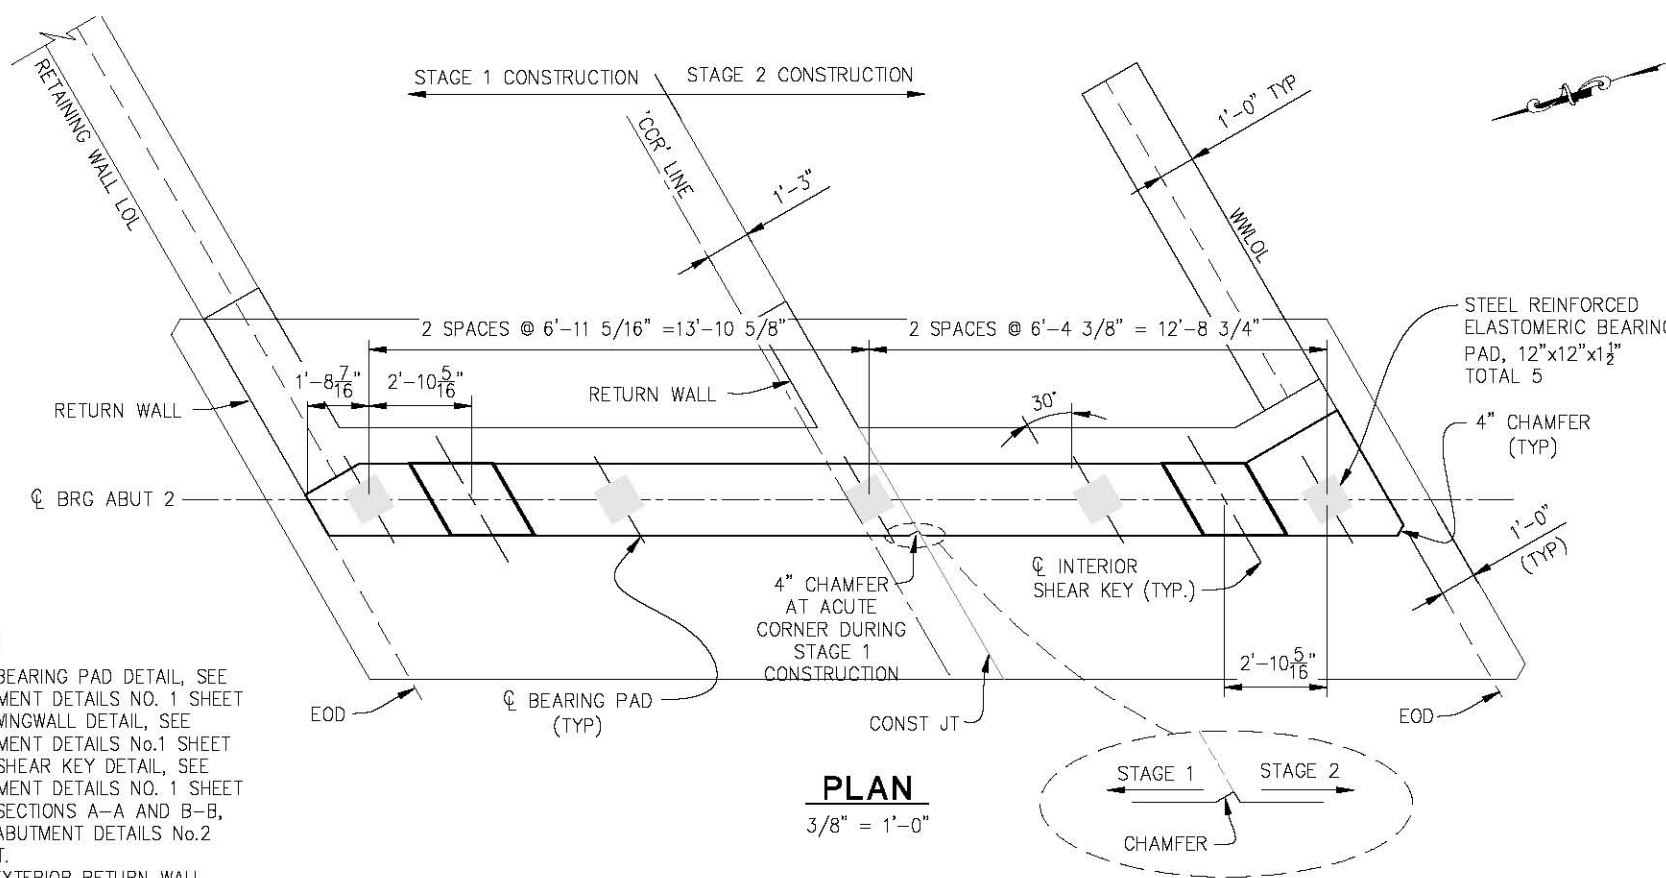 STAGE 1 CONSTRUCTION
STAGE 2 CONSTRUCTION
RETAINING WALL LOL
'CCR' LINE
1'-3"
1'-0" TYP
WWLOL
2 SPACES @ 6'-11 5/16" =13'-10 5/8"
2 SPACES @ 6'-4 3/8" = 12'-8 3/4"
STEEL REINFORCED
ELASTOMERIC BEARING
PAD, 12"x12"x1½"
TOTAL 5
1'-8 7/16"
2'-10 5/16"
RETURN WALL
RETURN WALL
30°
4" CHAMFER
(TYP)
℄ BRG ABUT 2
1'-0"
(TYP)
4" CHAMFER
AT ACUTE
CORNER DURING
STAGE 1
CONSTRUCTION
℄ INTERIOR
SHEAR KEY (TYP.)
2'-10 5/16"
EOD
℄ BEARING PAD
(TYP)
CONST JT
EOD
BEARING PAD DETAIL, SEE
MENT DETAILS NO. 1 SHEET
WINGWALL DETAIL, SEE
MENT DETAILS No.1 SHEET
SHEAR KEY DETAIL, SEE
MENT DETAILS NO. 1 SHEET
SECTIONS A-A AND B-B,
ABUTMENT DETAILS No.2
T.
EXTERIOR RETURN WALL
PLAN
3/8" = 1'-0"
STAGE 1
STAGE 2
CHAMFER